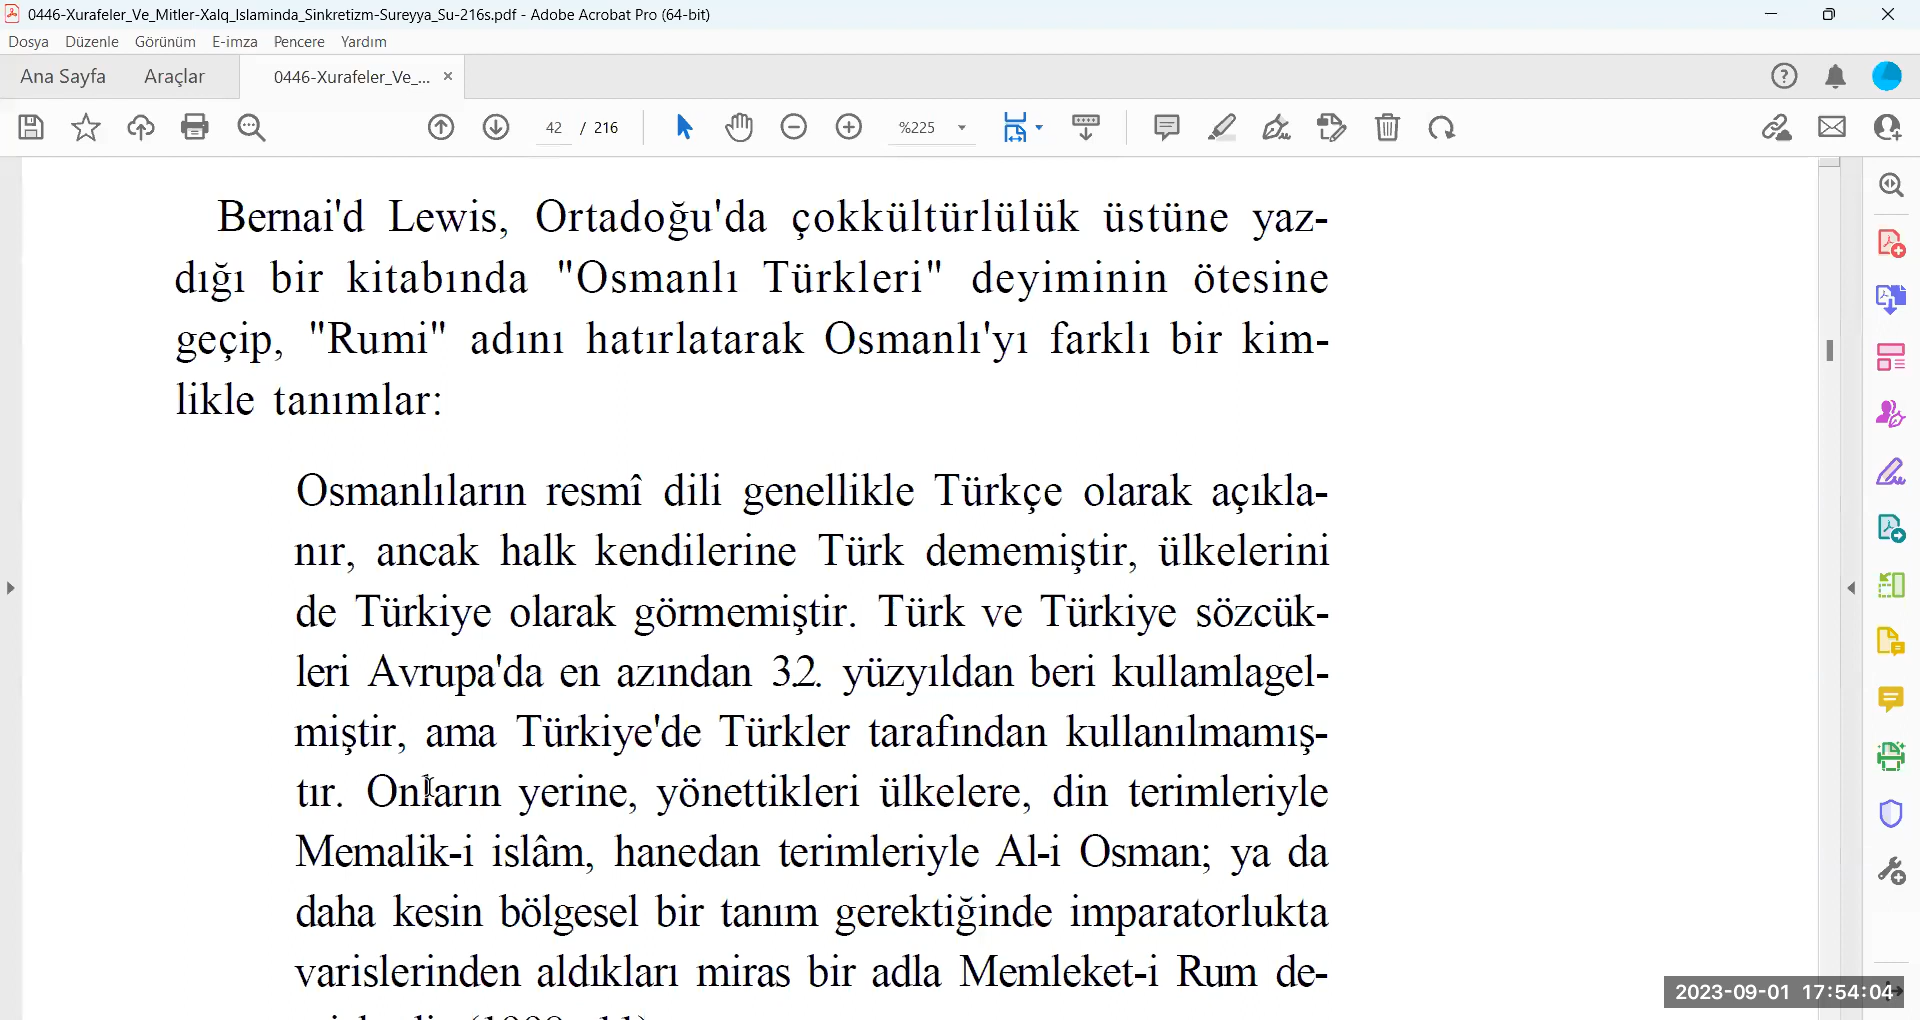 0446-Xurafeler_Ve_Mitler-Xalq_Islaminda_Sinkretizm-Sureyya_Su-216s.pdf - Adobe Acrobat Pro (64-bit)
Dosya Düzenle Görünüm E-imza Pencere Yardım
Ana Sayfa Araçlar 0446-Xurafeler_Ve_... ×
42 / 216 %225
Bernai'd Lewis, Ortadoğu'da çokkültürlülük üstüne yaz-
dığı bir kitabında "Osmanlı Türkleri" deyiminin ötesine
geçip, "Rumi" adını hatırlatarak Osmanlı'yı farklı bir kim-
likle tanımlar:
Osmanlıların resmî dili genellikle Türkçe olarak açıkla-
nır, ancak halk kendilerine Türk dememiştir, ülkelerini
de Türkiye olarak görmemiştir. Türk ve Türkiye sözcük-
leri Avrupa'da en azından 32. yüzyıldan beri kullamlagel-
miştir, ama Türkiye'de Türkler tarafından kullanılmamış-
tır. Onların yerine, yönettikleri ülkelere, din terimleriyle
Memalik-i islâm, hanedan terimleriyle Al-i Osman; ya da
daha kesin bölgesel bir tanım gerektiğinde imparatorlukta
varislerinden aldıkları miras bir adla Memleket-i Rum de-
2023-09-01 17:54:04